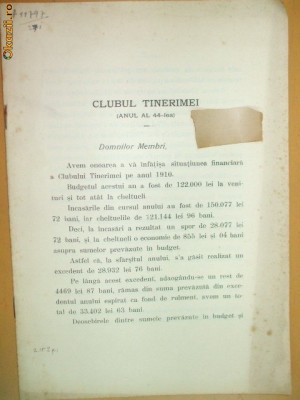 Okazii.ro
CLUBUL TINERIMEI
(ANUL AL 44-lea)
Domnilor Membri,
Avem onoarea a vă înfățișa situațiunea financiară
a Clubului Tinerimei pe anul 1916.
Budgetul acestui an a fost de 122.000 lei la veni-
turi și tot atât la cheltueli
Încasările din cursul anului au fost de 150.077
lei 72 bani, iar cheltuelile de 121.144 lei 96 bani.
Deci, la încasări a rezultat un spor de 28.077 lei
72 bani, și la cheltueli o economie de 855 lei și 04 bani
asupra sumelor prevăzute în budget.
Astfel că, la sfârșitul anului, s'a găsit realizat un
excedent de 28.932 lei 76 bani.
Pe lângă acest excedent, adăogându-se un rest de
4469 lei 87 bani, rămas din suma prevăzută din exce-
dentul anului expirat ca fond de rulment, avem un to-
tal de 33.402 lei 63 bani.
Deosebirele dintre sumele prevăzute în budget și